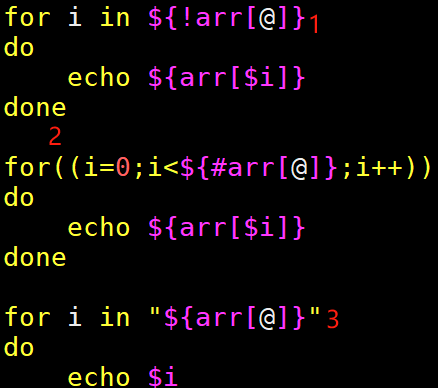 for i in ${!arr[@]} 1
do
    echo ${arr[$i]}
done
2
for((i=0;i<${#arr[@]};i++))
do
    echo ${arr[$i]}
done
for i in "${arr[@]}" 3
do
    echo $i